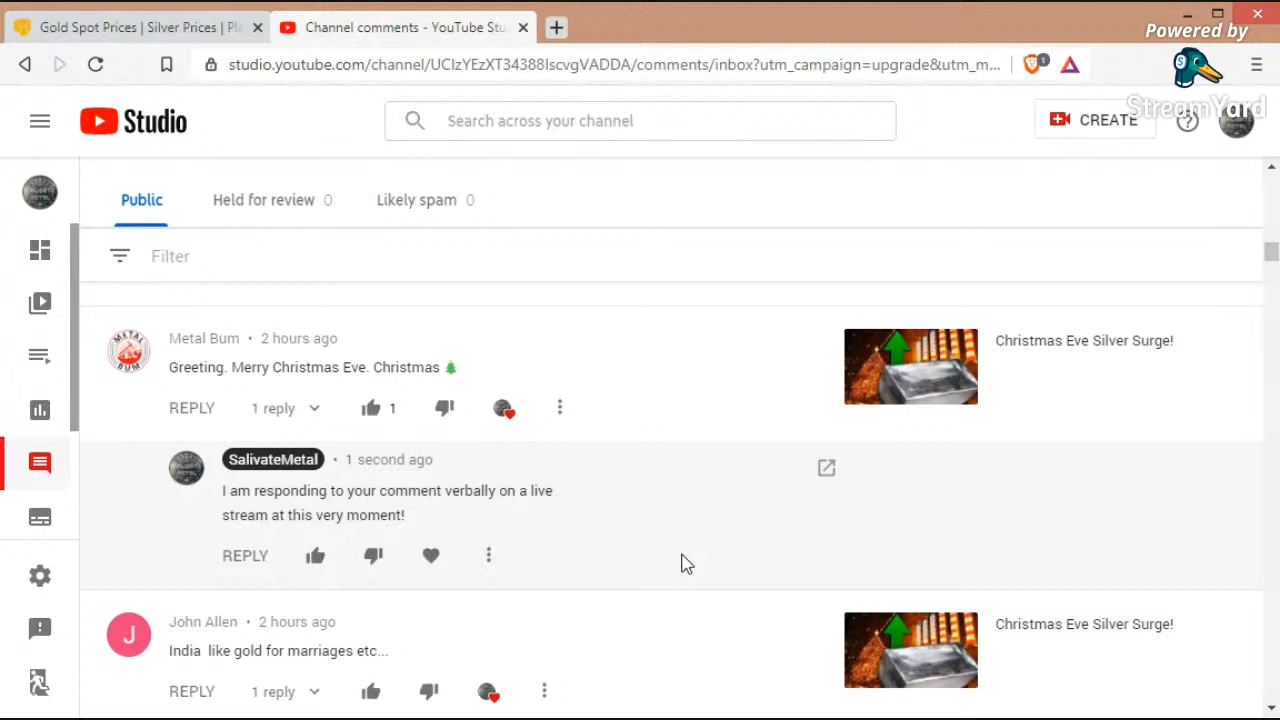 Gold Spot Prices | Silver Prices | Pl
Channel comments - YouTube Stu
Powered by
StreamYard
studio.youtube.com/channel/UCIzYEzXT34388IscvgVADDA/comments/inbox?utm_campaign=upgrade&utm_m...
1
Studio
Search across your channel
CREATE
Public
Held for review 0
Likely spam 0
Filter
METAL BUM
Metal Bum • 2 hours ago
Greeting. Merry Christmas Eve. Christmas 🎄
REPLY
1 reply
1
Christmas Eve Silver Surge!
SalivateMetal • 1 second ago
I am responding to your comment verbally on a live
stream at this very moment!
REPLY
J
John Allen • 2 hours ago
India like gold for marriages etc...
REPLY
1 reply
Christmas Eve Silver Surge!